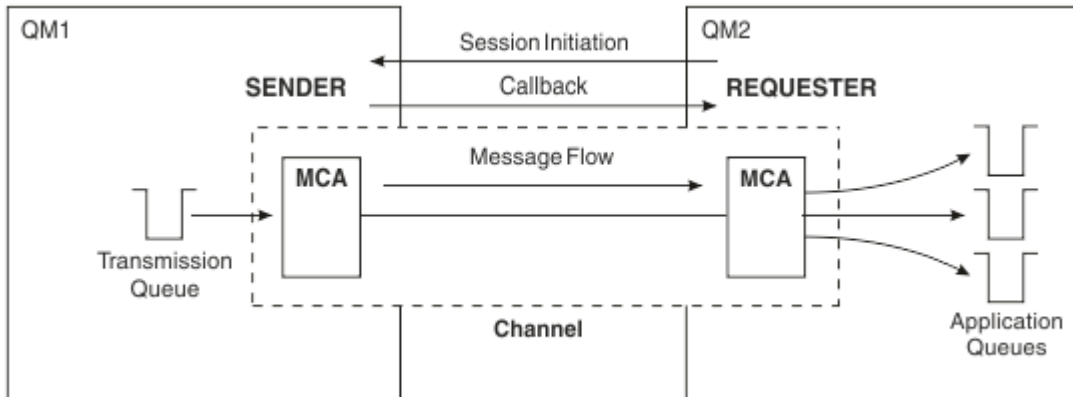 QM1
Session Initiation
QM2
SENDER
Callback
REQUESTER
Message Flow
MCA
MCA
Transmission
Queue
Channel
Application
Queues